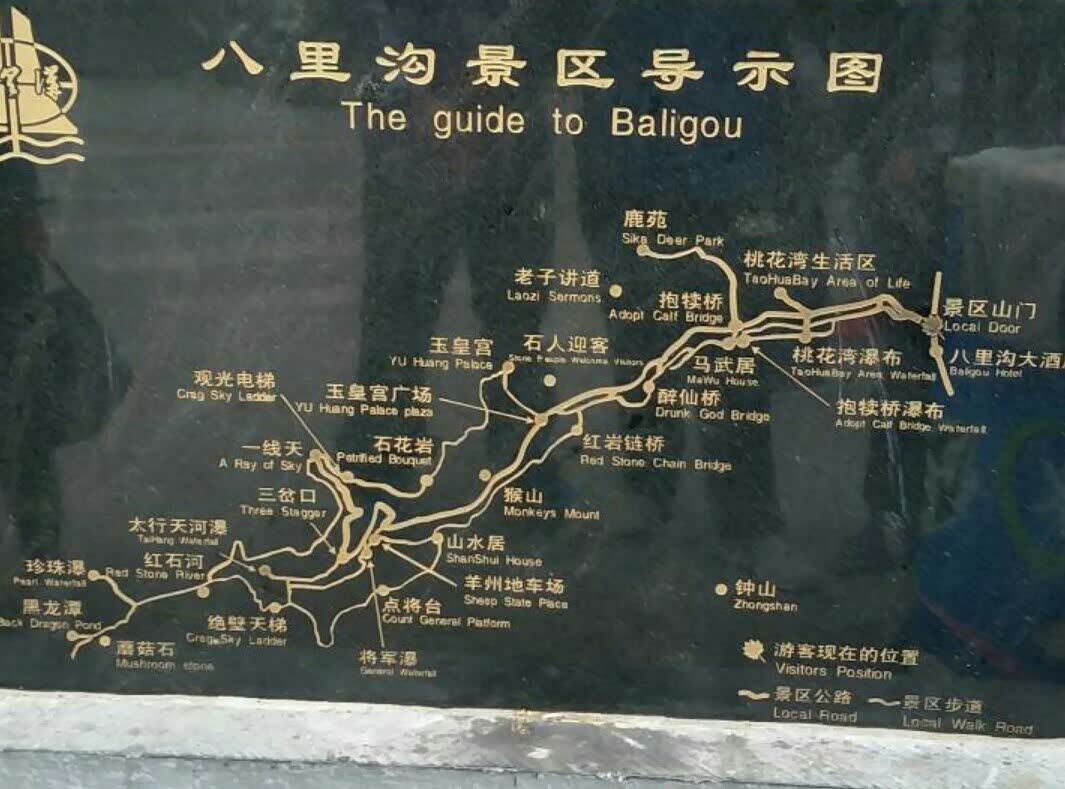 八里沟景区导示图
The guide to Baligou
鹿苑
Sika Deer Park
桃花湾生活区
TaoHuaBay Area of Life
老子讲道
Laozi Sermons
抱犊桥
Adopt Calf Bridge
景区山门
Local Door
玉皇宫
YU Huang Palace
石人迎客
Stone People Welcome Visitors
马武居
MaWu House
桃花湾瀑布
TaoHuaBay Area Waterfall
八里沟大酒
Baligou Hotel
观光电梯
Crag Sky Ladder
玉皇宫广场
YU Huang Palace plaza
醉仙桥
Drunk God Bridge
抱犊桥瀑布
Adopt Calf Bridge Waterfall
一线天
A Ray of Sky
石花岩
Petrified Bouquet
红岩链桥
Red Stone Chain Bridge
三岔口
Three Stagger
猴山
Monkeys Mount
太行天河瀑
TaiHang Waterfall
山水居
ShanShui House
珍珠瀑
Pearl Waterfall
红石河
Red Stone River
羊州地车场
Sheep State Place
钟山
Zhongshan
黑龙潭
Back Dragon Pond
绝壁天梯
Crag Sky Ladder
点将台
Count General Platform
蘑菇石
Mushroom stone
将军瀑
General Waterfall
游客现在的位置
Visitors Position
景区公路
Local Road
景区步道
Local Walk Road